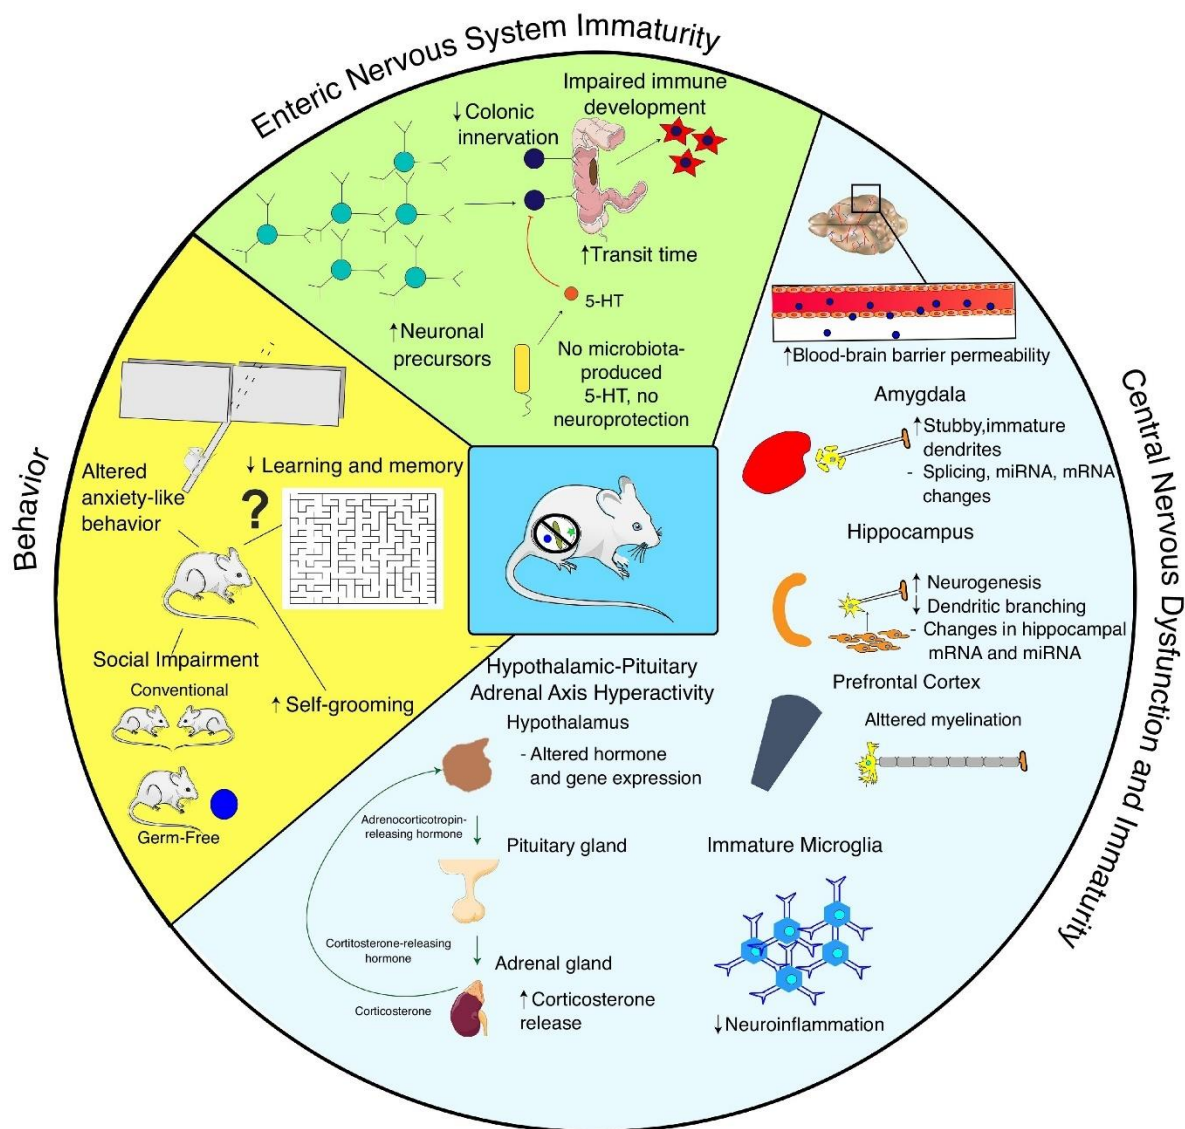 Enteric Nervous System Immaturity
Impaired immune
development
↓ Colonic
innervation
↑Transit time
5-HT
↑Neuronal
precursors
No microbiota-
produced
5-HT, no
neuroprotection
Central Nervous Dysfunction and Immaturity
↑Blood-brain barrier permeability
Amygdala
↑Stubby,immature
dendrites
- Splicing, miRNA, mRNA
changes
Hippocampus
↑ Neurogenesis
↓ Dendritic branching
- Changes in hippocampal
mRNA and miRNA
Prefrontal Cortex
Alttered myelination
Immature Microglia
↓Neuroinflammation
Hypothalamic-Pituitary
Adrenal Axis Hyperactivity
Hypothalamus
- Altered hormone
and gene expression
Adrenocorticotropin-
releasing hormone
Pituitary gland
Cortitosterone-releasing
hormone
Adrenal gland
Corticosterone
↑ Corticosterone
release
Behavior
Altered
anxiety-like
behavior
↓ Learning and memory
?
Social Impairment
Conventional
↑ Self-grooming
Germ-Free